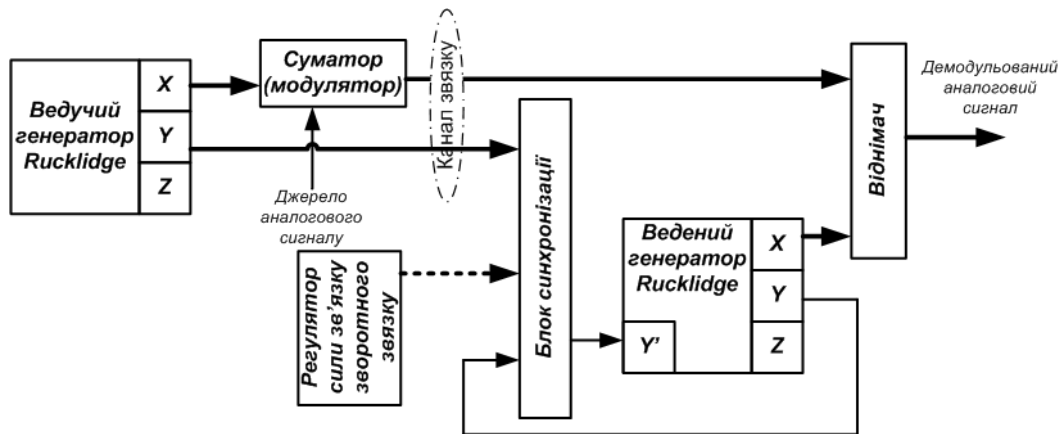 Ведучий
генератор
Rucklidge
X
Y
Z
Суматор
(модулятор)
Джерело
аналогового
сигналу
Канал звязку
Регулятор
сили зв’язку
зворотного
звязку
Блок синхронізації
Ведений
генератор
Rucklidge
Y'
X
Y
Z
Віднімач
Демодульований
аналоговий
сигнал